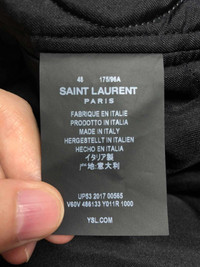 48 175/96A
SAINT LAURENT
PARIS
FABRIQUE EN ITALIE
PRODOTTO IN ITALIA
MADE IN ITALY
HERGESTELLT IN ITALIEN
HECHO EN ITALIA
イタリア製
产地:意大利
UPS3 2017 00565
V60V 486133 Y011R 1000
YSL.COM